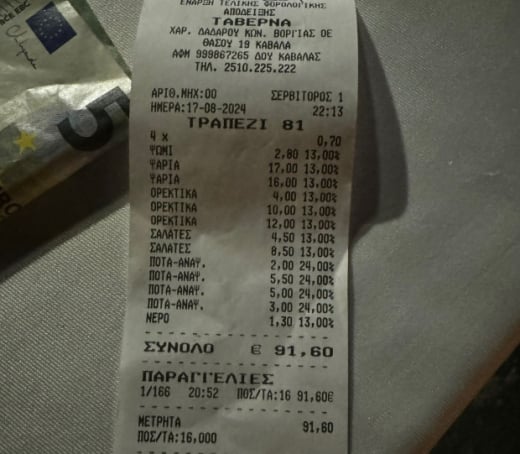 ΕΝΑΡΞΗ ΤΕΛΙΚΗΣ ΦΟΡΟΛΟΓΙΚΗΣ
ΑΠΟΔΕΙΞΗΣ
ΤΑΒΕΡΝΑ
ΧΑΡ. ΔΑΔΑΡΟΥ ΚΩΝ. ΒΟΡΓΙΑΣ ΟΕ
ΘΑΣΟΥ 19 ΚΑΒΑΛΑ
ΑΦΜ 999867265 ΔΟΥ ΚΑΒΑΛΑΣ
ΤΗΛ. 2510.225.222
ΑΡΙΘ.ΜΗΧ:00 ΣΕΡΒΙΤΟΡΟΣ 1
ΗΜΕΡΑ:17-08-2024 22:13
ΤΡΑΠΕΖΙ 81
4 x 0,70
ΨΩΜΙ 2,80 13,00%
ΨΑΡΙΑ 17,00 13,00%
ΨΑΡΙΑ 16,00 13,00%
ΟΡΕΚΤΙΚΑ 4,00 13,00%
ΟΡΕΚΤΙΚΑ 10,00 13,00%
ΟΡΕΚΤΙΚΑ 12,00 13,00%
ΣΑΛΑΤΕΣ 4,50 13,00%
ΣΑΛΑΤΕΣ 8,50 13,00%
ΠΟΤΑ-ΑΝΑΨ. 2,00 24,00%
ΠΟΤΑ-ΑΝΑΨ. 5,50 24,00%
ΠΟΤΑ-ΑΝΑΨ. 5,00 24,00%
ΠΟΤΑ-ΑΝΑΨ. 3,00 24,00%
ΝΕΡΟ 1,30 13,00%
ΣΥΝΟΛΟ € 91,60
ΠΑΡΑΓΓΕΛΙΕΣ
1/166 20:52 ΠΟΣ/ΤΑ:16 91,60€
ΜΕΤΡΗΤΑ 91,60
ΠΟΣ/ΤΑ:16,000
5